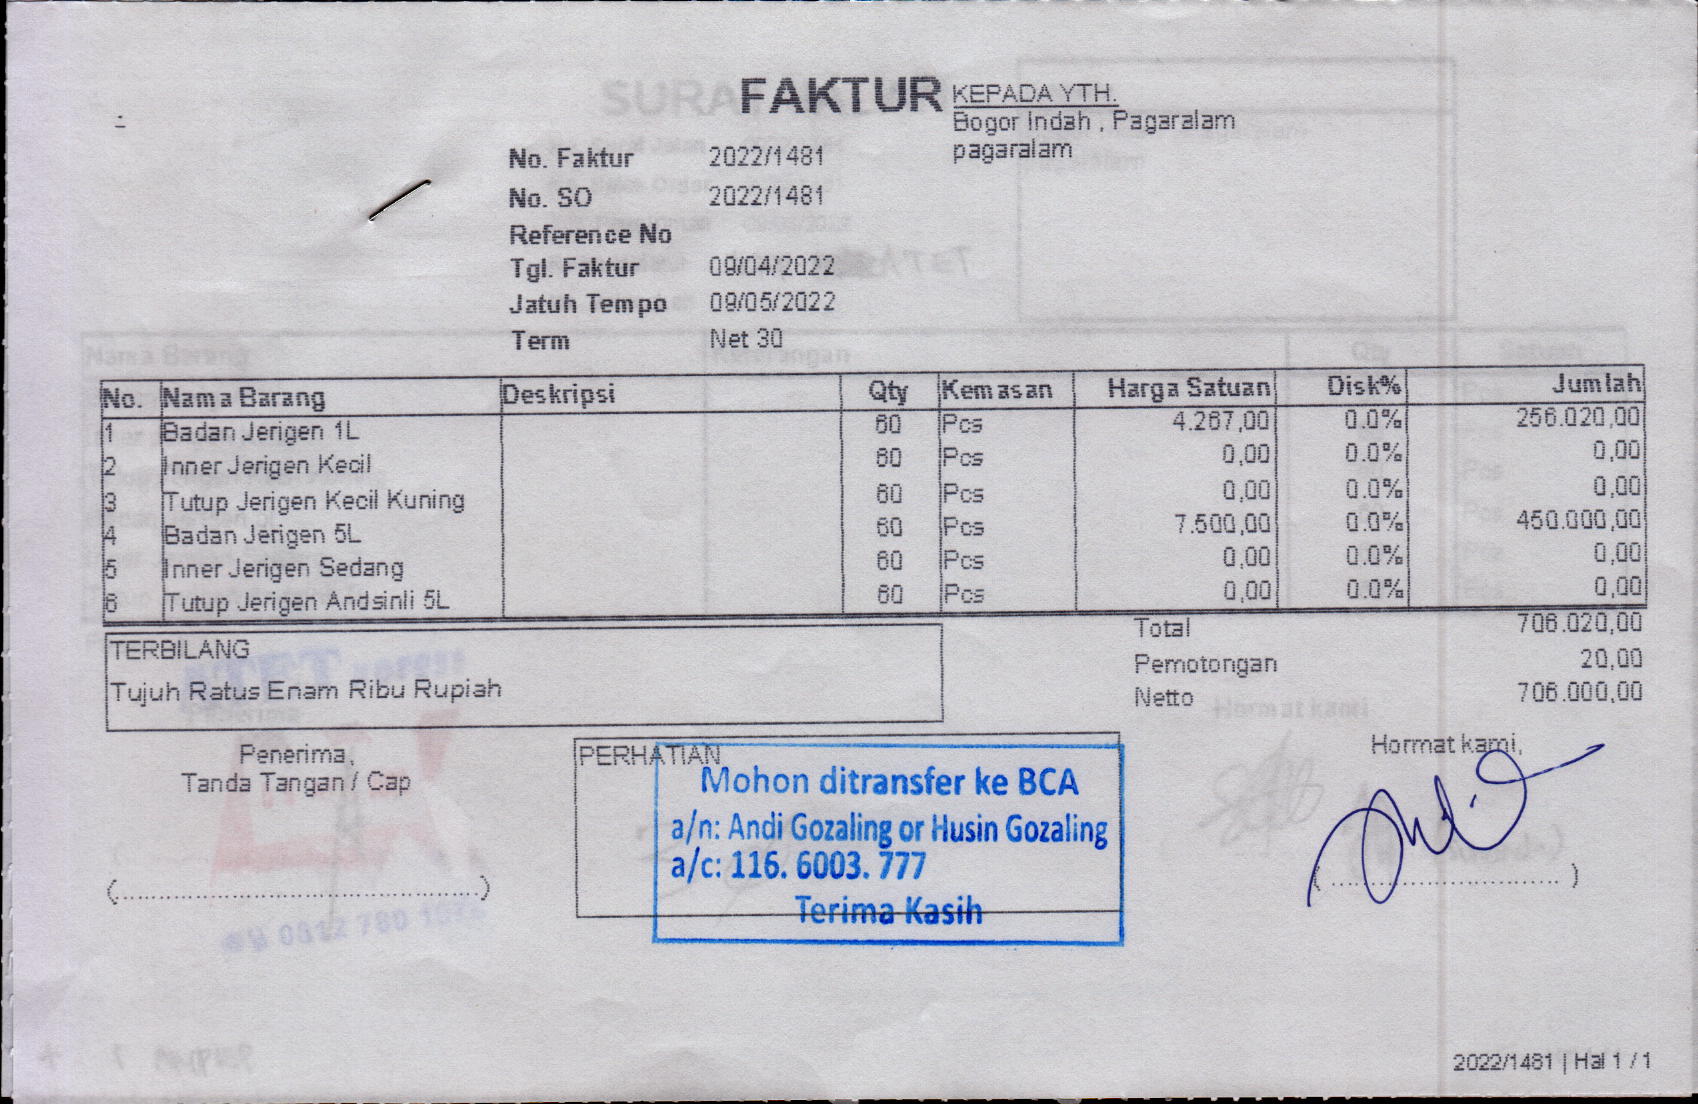 FAKTUR
KEPADA YTH.
Bogor Indah , Pagaralam
pagaralam
No. Faktur 2022/1481
No. SO 2022/1481
Reference No
Tgl. Faktur 09/04/2022
Jatuh Tempo 09/05/2022
Term Net 30
No. Nama Barang Deskripsi Qty Kemasan Harga Satuan Disk% Jumlah
1 Badan Jerigen 1L 60 Pcs 4.267,00 0.0% 256.020,00
2 Inner Jerigen Kecil 60 Pcs 0,00 0.0% 0,00
3 Tutup Jerigen Kecil Kuning 60 Pcs 0,00 0.0% 0,00
4 Badan Jerigen 5L 60 Pcs 7.500,00 0.0% 450.000,00
5 Inner Jerigen Sedang 60 Pcs 0,00 0.0% 0,00
6 Tutup Jerigen Andsinli 5L 60 Pcs 0,00 0.0% 0,00
Total 706.020,00
Pemotongan 20,00
Netto 706.000,00
TERBILANG
Tujuh Ratus Enam Ribu Rupiah
Penerima,
Tanda Tangan / Cap
(..............................................................)
PERHATIAN
Mohon ditransfer ke BCA
a/n: Andi Gozaling or Husin Gozaling
a/c: 116. 6003. 777
Terima Kasih
Hormat kami,
( ....................................... )
2022/1481 | Hal 1 / 1